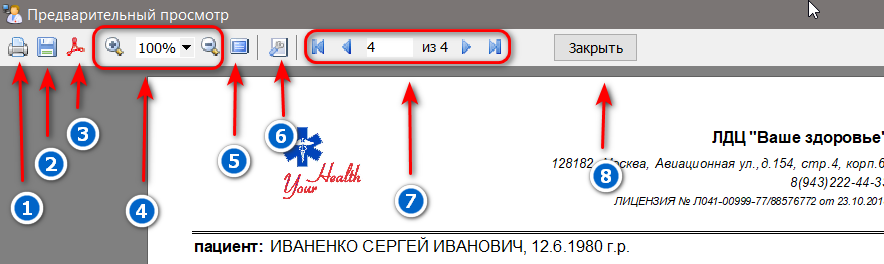 Предварительный просмотр
100% 4 из 4 Закрыть
1 2 3 4 5 6 7 8
Your Health
ЛДЦ "Ваше здоровье"
128182, Москва, Авиационная ул., д.154, стр.4, корп.6
8(943)222-44-3
ЛИЦЕНЗИЯ № Л041-00999-77/88576772 от 23.10.201
пациент: ИВАНЕНКО СЕРГЕЙ ИВАНОВИЧ, 12.6.1980 г.р.